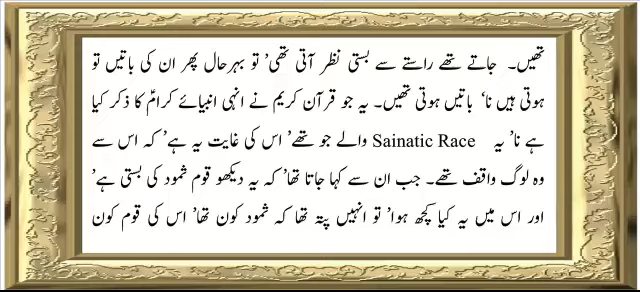 تھیں۔ جاتے تھے راستے سے بستی نظر آتی تھی’ تو بہرحال پھر ان کی باتیں تو
ہوتی ہیں نا‘ باتیں ہوتی تھیں۔ یہ جو قرآن کریم نے انہی انبیائے کرامؑ کا ذکر کیا
ہے نا’ یہ Sainatic Race والے جو تھے’ اس کی غایت یہ ہے’ کہ اس سے
وہ لوگ واقف تھے۔ جب ان سے کہا جاتا تھا’ کہ یہ دیکھو قوم ثمود کی بستی ہے’
اور اس میں یہ کیا کچھ ہوا’ تو انہیں پتہ تھا کہ ثمود کون تھا’ اس کی قوم کون